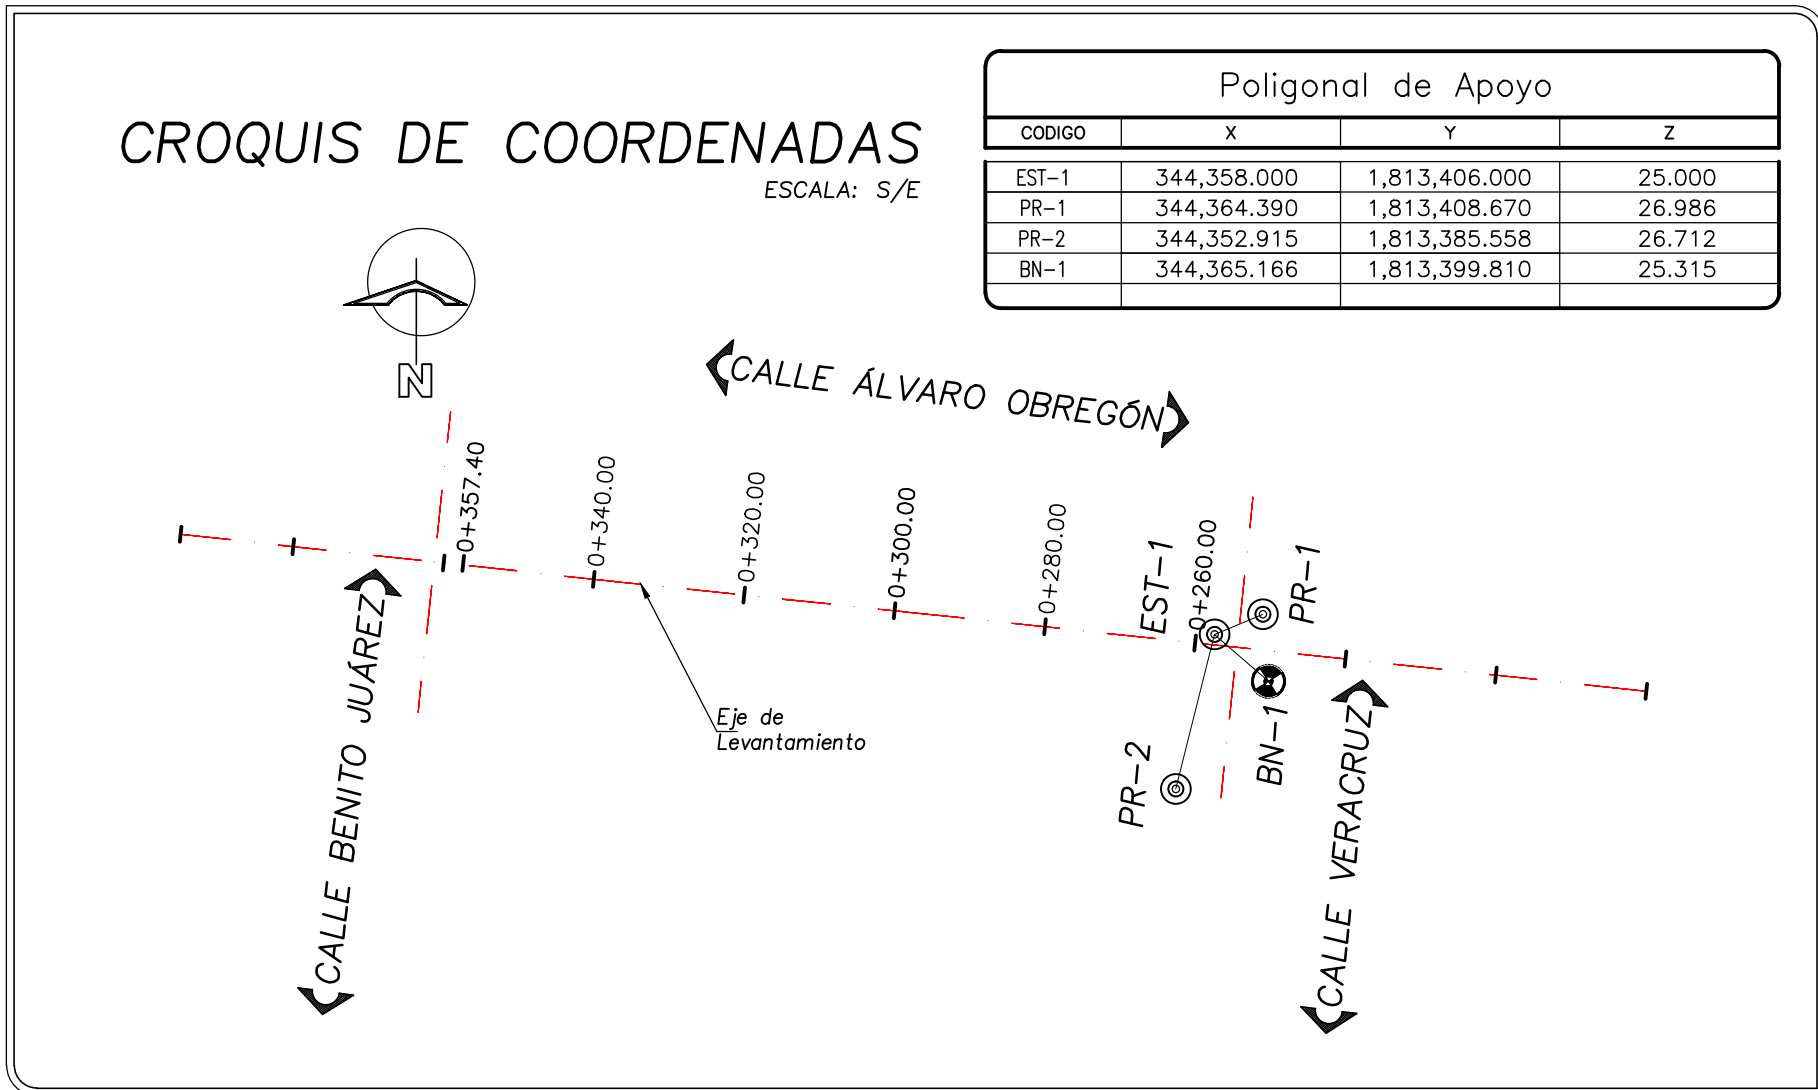 CROQUIS DE COORDENADAS
ESCALA: S/E
Poligonal de Apoyo
CODIGO X Y Z
EST-1 344,358.000 1,813,406.000 25.000
PR-1 344,364.390 1,813,408.670 26.986
PR-2 344,352.915 1,813,385.558 26.712
BN-1 344,365.166 1,813,399.810 25.315
N
CALLE ÁLVARO OBREGÓN
0+357.40
0+340.00
0+320.00
0+300.00
0+280.00
0+260.00
EST-1
PR-1
CALLE BENITO JUÁREZ
Eje de
Levantamiento
PR-2
BN-1
CALLE VERACRUZ